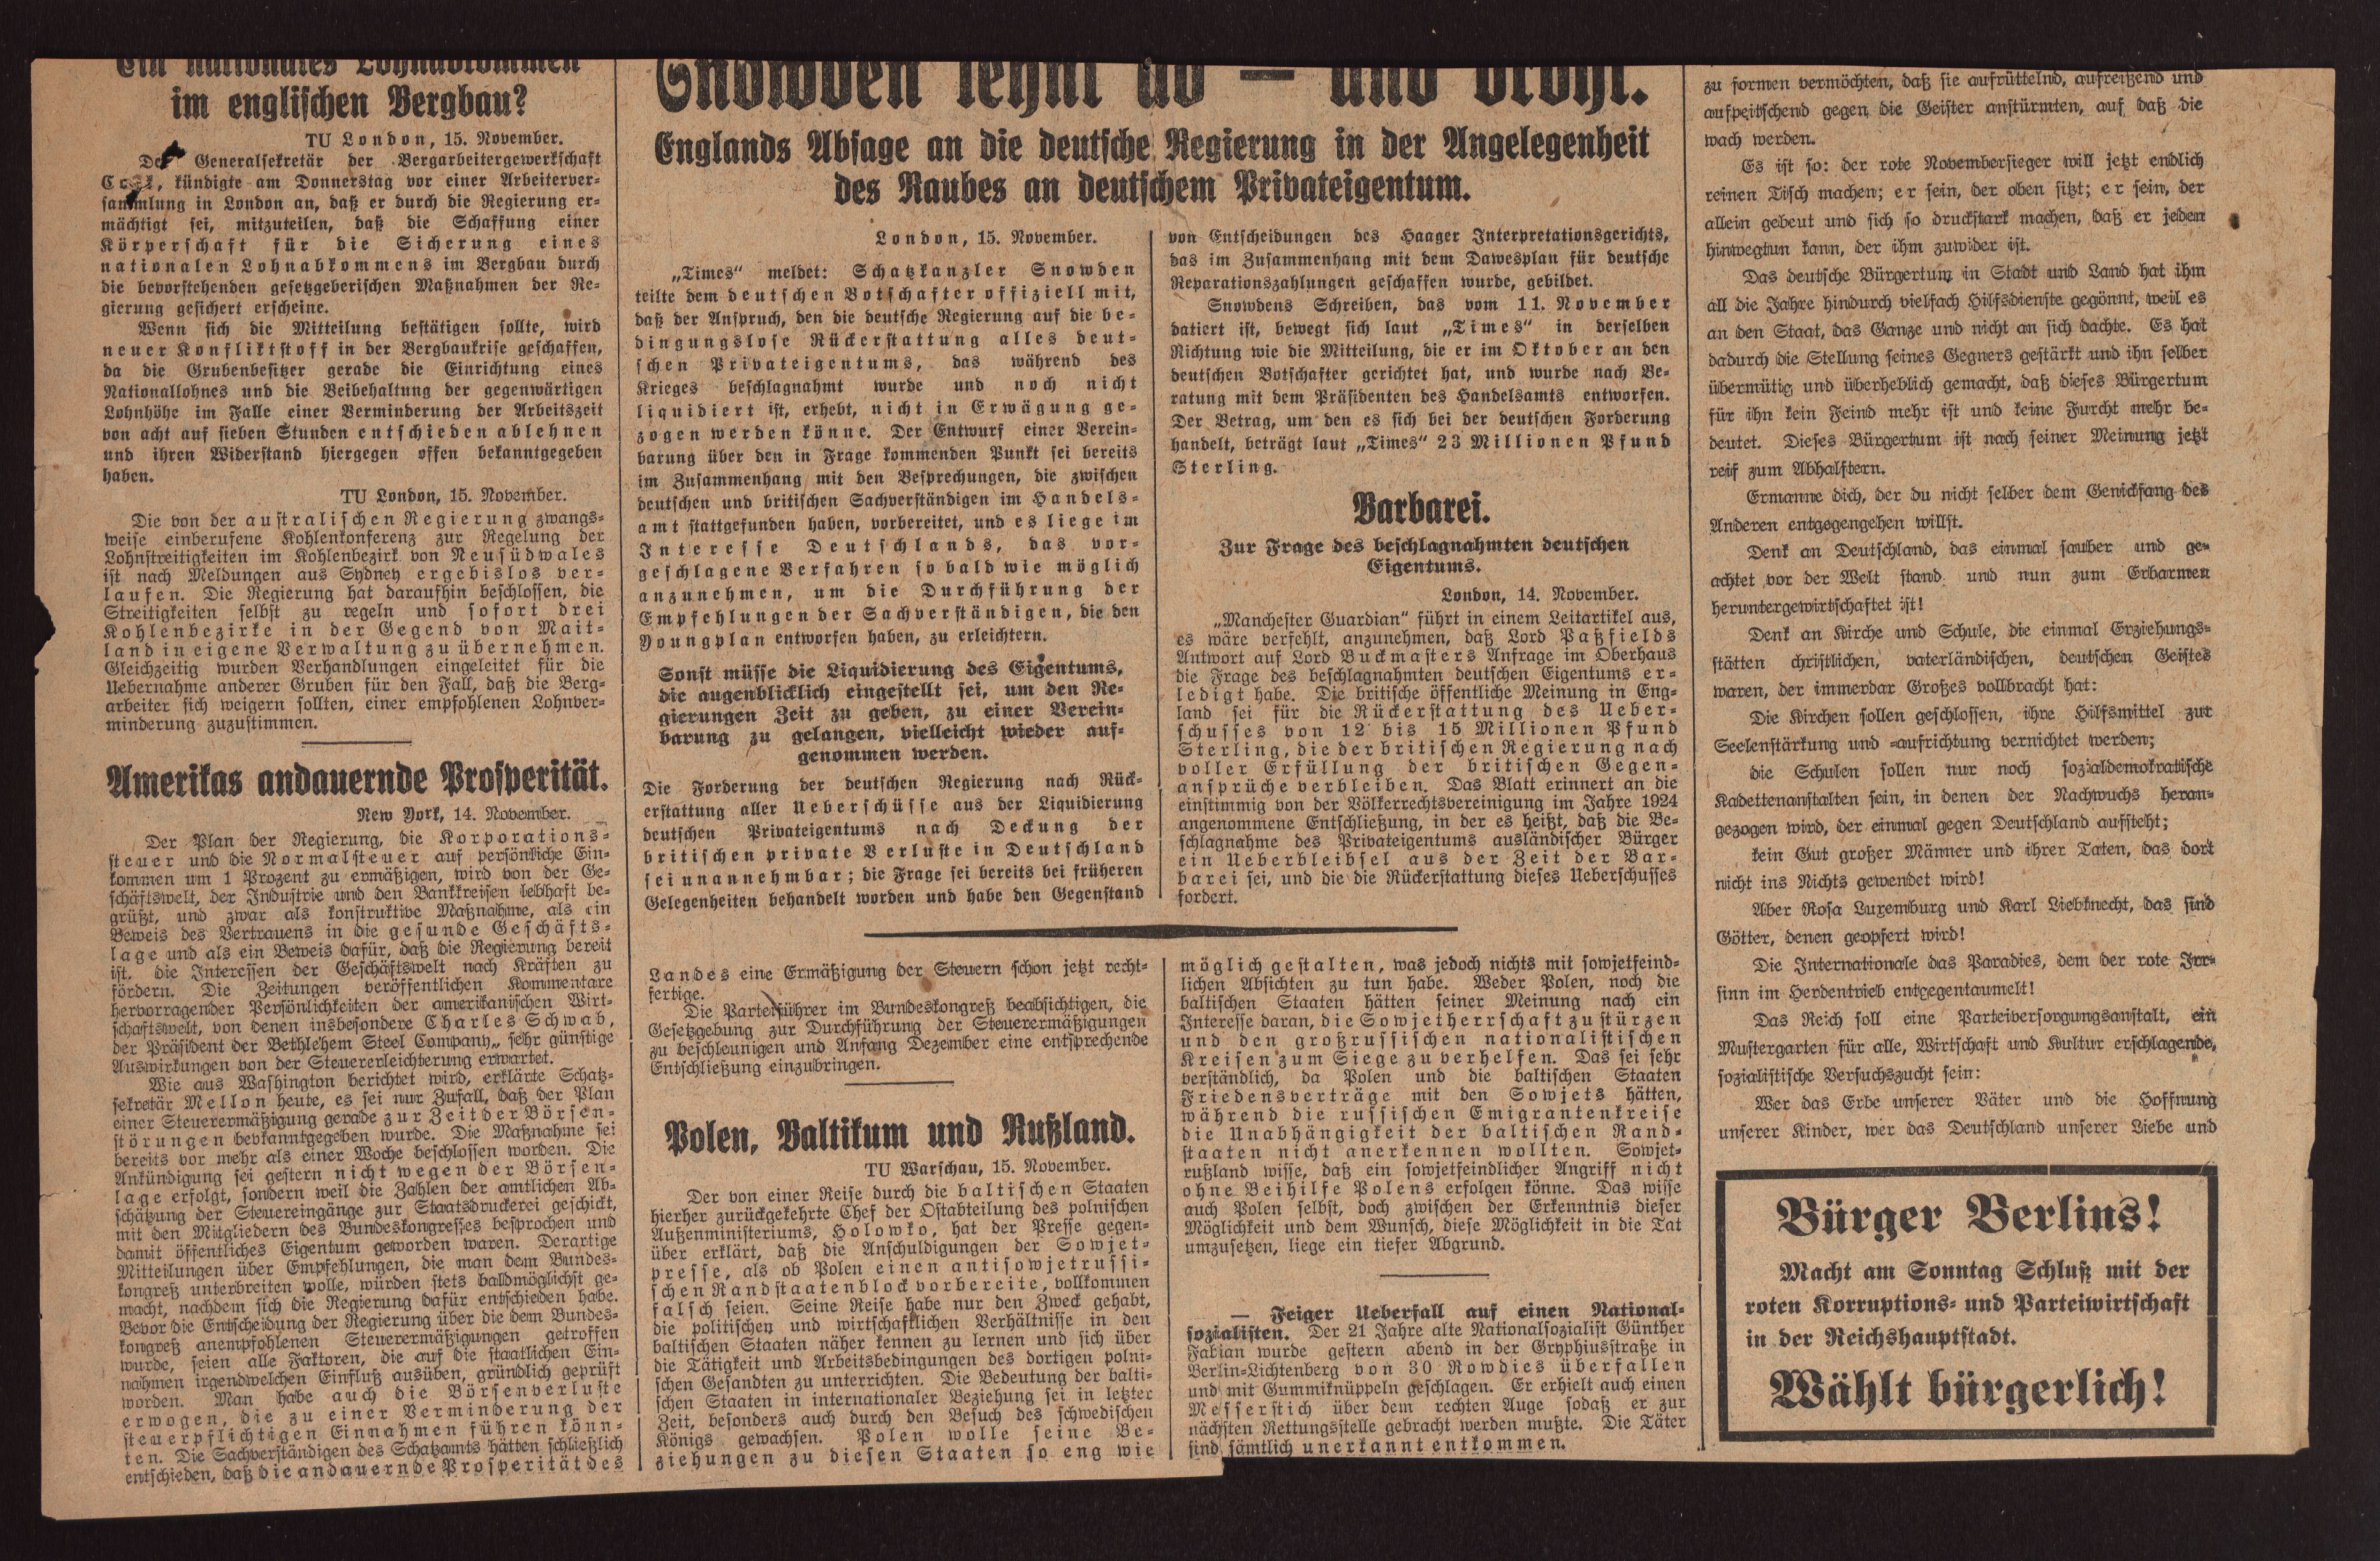 Ein nationales Lohnabkommen
im englischen Bergbau?
TU London, 15. November.
Der Generalsekretär der Bergarbeitergewerkschaft
kündigte am Donnerstag vor einer Arbeiterver-
sammlung in London an, daß er durch die Regierung er-
mächtigt sei, mitzuteilen, daß die Schaffung einer
Körperschaft für die Sicherung eines
nationalen Lohnabkommens im Bergbau durch
die bevorstehenden gesetzgeberischen Maßnahmen der Re-
gierung gesichert erscheine.
Wenn sich die Mitteilung bestätigen sollte, wird
neuer Konfliktstoff in der Bergbaukrise geschaffen,
da die Grubenbesitzer gerade die Einrichtung eines
Nationallohnes und die Beibehaltung der gegenwärtigen
Lohnhöhe im Falle einer Verminderung der Arbeitszeit
von acht auf sieben Stunden entschieden ablehnen
und ihren Widerstand hiergegen offen bekanntgegeben
haben.
TU London, 15. November.
Die von der australischen Regierung zwangs-
weise einberufene Kohlenkonferenz zur Regelung der
Lohnstreitigkeiten im Kohlenbezirk von Neusüdwales
ist nach Meldungen aus Sydney ergebislos ver-
laufen. Die Regierung hat daraufhin beschlossen, die
Streitigkeiten selbst zu regeln und sofort drei
Kohlenbezirke in der Gegend von Mait-
land in eigene Verwaltung zu übernehmen.
Gleichzeitig wurden Verhandlungen eingeleitet für die
Uebernahme anderer Gruben für den Fall, daß die Berg-
arbeiter sich weigern sollten, einer empfohlenen Lohnver-
minderung zuzustimmen.
Amerikas andauernde Prosperität.
New York, 14. November.
Der Plan der Regierung, die Korporations-
steuer und die Normalsteuer auf persönliche Ein-
kommen um 1 Prozent zu ermäßigen, wird von der Ge-
schäftswelt, der Industrie und den Bankkreisen lebhaft be-
grüßt, und zwar als konstruktive Maßnahme, als ein
Beweis des Vertrauens in die gesunde Geschäfts-
lage und als ein Beweis dafür, daß die Regierung bereit
ist, die Interessen der Geschäftswelt nach Kräften zu
fördern. Die Zeitungen veröffentlichen Kommentare
hervorragender Persönlichkeiten der amerikanischen Wirt-
schaftswelt, von denen insbesondere Charles Schwab,
der Präsident der Bethlehem Steel Company„ sehr günstige
Auswirkungen von der Steuererleichterung erwartet.
Wie aus Washington berichtet wird, erklärte Schatz-
sekretär Mellon heute, es sei nur Zufall, daß der Plan
einer Steuerermäßigung gerade zur Zeit der Börsen-
störungen bevkanntgegeben wurde. Die Maßnahme sei
bereits vor mehr als einer Woche beschlossen worden. Die
Ankündigung sei gestern nicht wegen der Börsen-
lage erfolgt, sondern weil die Zahlen der amtlichen Ab-
schätzung der Steuereingänge zur Staatsdruckerei geschickt,
mit den Mitgliedern des Bundeskongresses besprochen und
damit öffentliches Eigentum geworden waren. Derartige
Mitteilungen über Empfehlungen, die man dem Bundes-
kongreß unterbreiten wolle, würden stets baldmöglichst ge-
macht, nachdem sich die Regierung dafür entschieden habe.
Bevor die Entscheidung der Regierung über die dem Bundes-
kongreß anempfohlenen Steuerermäßigungen getroffen
wurde, seien alle Faktoren, die auf die staatlichen Ein-
nahmen irgendwelchen Einfluß ausüben, gründlich geprüft
worden. Man habe auch die Börsenverluste
erwogen, die zu einer Verminderung der
steuerpflichtigen Einnahmen führen könn-
ten. Die Sachverständigen des Schatzamts hätten schließlich
entschieden, daß die andauernde Prosperität des
Snowden lehnt ab — und droht.
Englands Absage an die deutsche Regierung in der Angelegenheit
des Raubes an deutschem Privateigentum.
London, 15. November.
„Times“ meldet: Schatzkanzler Snowden
teilte dem deutschen Botschafter offiziell mit,
daß der Anspruch, den die deutsche Regierung auf die be-
dingungslose Rückerstattung alles deut-
schen Privateigentums, das während des
Krieges beschlagnahmt wurde und noch nicht
liquidiert ist, erhebt, nicht in Erwägung ge-
zogen werden könne. Der Entwurf einer Verein-
barung über den in Frage kommenden Punkt sei bereits
im Zusammenhang mit den Besprechungen, die zwischen
deutschen und britischen Sachverständigen im Handels-
amt stattgefunden haben, vorbereitet, und es liege im
Interesse Deutschlands, das vor-
geschlagene Verfahren so bald wie möglich
anzunehmen, um die Durchführung der
Empfehlungen der Sachverständigen, die den
Youngplan entworfen haben, zu erleichtern.
Sonst müsse die Liquidierung des Eigentums,
die augenblicklich eingestellt sei, um den Re-
gierungen Zeit zu geben, zu einer Verein-
barung zu gelangen, vielleicht wieder auf-
genommen werden.
Die Forderung der deutschen Regierung nach Rück-
erstattung aller Ueberschüsse aus der Liquidierung
deutschen Privateigentums nach Deckung der
britischen private Verluste in Deutschland
sei unannehmbar; die Frage sei bereits bei früheren
Gelegenheiten behandelt worden und habe den Gegenstand
von Entscheidungen des Haager Interpretationsgerichts,
das im Zusammenhang mit dem Dawesplan für deutsche
Reparationszahlungen geschaffen wurde, gebildet.
Snowdens Schreiben, das vom 11. November
datiert ist, bewegt sich laut „Times“ in derselben
Richtung wie die Mitteilung, die er im Oktober an den
deutschen Botschafter gerichtet hat, und wurde nach Be-
ratung mit dem Präsidenten des Handelsamts entworfen.
Der Betrag, um den es sich bei der deutschen Forderung
handelt, beträgt laut „Times“ 23 Millionen Pfund
Sterling.
Barbarei.
Zur Frage des beschlagnahmten deutschen
Eigentums.
London, 14. November.
„Manchester Guardian“ führt in einem Leitartikel aus,
es wäre verfehlt, anzunehmen, daß Lord Paßfields
Antwort auf Lord Buckmasters Anfrage im Oberhaus
die Frage des beschlagnahmten deutschen Eigentums er-
ledigt habe. Die britische öffentliche Meinung in Eng-
land sei für die Rückerstattung des Ueber-
schusses von 12 bis 15 Millionen Pfund
Sterling, die der britischen Regierung nach
voller Erfüllung der britischen Gegen-
ansprüche verbleiben. Das Blatt erinnert an die
einstimmig von der Völkerrechtsvereinigung im Jahre 1924
angenommene Entschließung, in der es heißt, daß die Be-
schlagnahme des Privateigentums ausländischer Bürger
ein Ueberbleibsel aus der Zeit der Bar-
barei sei, und die die Rückerstattung dieses Ueberschusses
fordert.
Landes eine Ermäßigung der Steuern schon jetzt recht-
fertige.
Die Parteiführer im Bundeskongreß beabsichtigen, die
Gesetzgebung zur Durchführung der Steuerermäßigungen
zu beschleunigen und Anfang Dezember eine entsprechende
Entschließung einzubringen.
Polen, Baltikum und Rußland.
TU Warschau, 15. November.
Der von einer Reise durch die baltischen Staaten
hierher zurückgekehrte Chef der Ostabteilung des polnischen
Außenministeriums, Holowko, hat der Presse gegen-
über erklärt, daß die Anschuldigungen der Sowjet-
presse, als ob Polen einen antisowjetrussi-
schen Randstaatenblock vorbereite, vollkommen
falsch seien. Seine Reise habe nur den Zweck gehabt,
die politischen und wirtschaftlichen Verhältnisse in den
baltischen Staaten näher kennen zu lernen und sich über
die Tätigkeit und Arbeitsbedingungen des dortigen polni-
schen Gesandten zu unterrichten. Die Bedeutung der balti-
schen Staaten in internationaler Beziehung sei in letzter
Zeit, besonders auch durch den Besuch des schwedischen
Königs gewachsen. Polen wolle seine Be-
ziehungen zu diesen Staaten so eng wie
möglich gestalten, was jedoch nichts mit sowjetfeind-
lichen Absichten zu tun habe. Weder Polen, noch die
baltischen Staaten hätten seiner Meinung nach ein
Interesse daran, die Sowjetherrschaft zu stürzen
und den großrussischen nationalistischen
Kreisen zum Siege zu verhelfen. Das sei sehr
verständlich, da Polen und die baltischen Staaten
Friedensverträge mit den Sowjets hätten,
während die russischen Emigrantenkreise
die Unabhängigkeit der baltischen Rand-
staaten nicht anerkennen wollten. Sowjet-
rußland wisse, daß ein sowjetfeindlicher Angriff nicht
ohne Beihilfe Polens erfolgen könne. Das wisse
auch Polen selbst, doch zwischen der Erkenntnis dieser
Möglichkeit und dem Wunsch, diese Möglichkeit in die Tat
umzusetzen, liege ein tiefer Abgrund.
— Feiger Ueberfall auf einen National-
sozialisten. Der 21 Jahre alte Nationalsozialist Günther
Fabian wurde gestern abend in der Gryphiusstraße in
Berlin-Lichtenberg von 30 Rowdies überfallen
und mit Gummiknüppeln geschlagen. Er erhielt auch einen
Messerstich über dem rechten Auge sodaß er zur
nächsten Rettungsstelle gebracht werden mußte. Die Täter
sind sämtlich unerkannt entkommen.
zu formen vermöchten, daß sie aufrüttelnd, aufreißend und
aufpeitschend gegen die Geister anstürmten, auf daß die
wach werden.
Es ist so: der rote Novembersieger will jetzt endlich
reinen Tisch machen; er sein, der oben sitzt; er sein, der
allein gebeut und sich so druckstark machen, daß er jeden
hinwegtun kann, der ihm zuwider ist.
Das deutsche Bürgertum in Stadt und Land hat ihm
all die Jahre hindurch vielfach Hilfsdienste gegönnt, weil es
an den Staat, das Ganze und nicht an sich dachte. Es hat
dadurch die Stellung seines Gegners gestärkt und ihn selber
übermütig und überheblich gemacht, daß dieses Bürgertum
für ihn kein Feind mehr ist und keine Furcht mehr be-
deutet. Dieses Bürgertum ist nach seiner Meinung jetzt
reif zum Abhalftern.
Ermanne dich, der du nicht selber dem Genickfang des
Anderen entgegengehen willst.
Denk an Deutschland, das einmal sauber und ge-
achtet vor der Welt stand und nun zum Erbarmen
heruntergewirtschaftet ist!
Denk an Kirche und Schule, die einmal Erziehungs-
stätten christlichen, vaterländischen, deutschen Geistes
waren, der immerdar Großes vollbracht hat:
Die Kirchen sollen geschlossen, ihre Hilfsmittel zur
Seelenstärkung und -aufrichtung vernichtet werden;
die Schulen sollen nur noch sozialdemokratische
Kadettenanstalten sein, in denen der Nachwuchs heran-
gezogen wird, der einmal gegen Deutschland aufsteht;
kein Gut großer Männer und ihrer Taten, das dort
nicht ins Nichts gewendet wird!
Aber Rosa Luxemburg und Karl Liebknecht, das sind
Götter, denen geopfert wird!
Die Internationale das Paradies, dem der rote Irr-
sinn im Herdentrieb entgegentaumelt!
Das Reich soll eine Parteiversorgungsanstalt, ein
Mustergarten für alle, Wirtschaft und Kultur erschlagende,
sozialistische Versuchszucht sein:
Wer das Erbe unserer Väter und die Hoffnung
unserer Kinder, wer das Deutschland unserer Liebe und
Bürger Berlins!
Macht am Sonntag Schluß mit der
roten Korruptions- und Parteiwirtschaft
in der Reichshauptstadt.
Wählt bürgerlich!